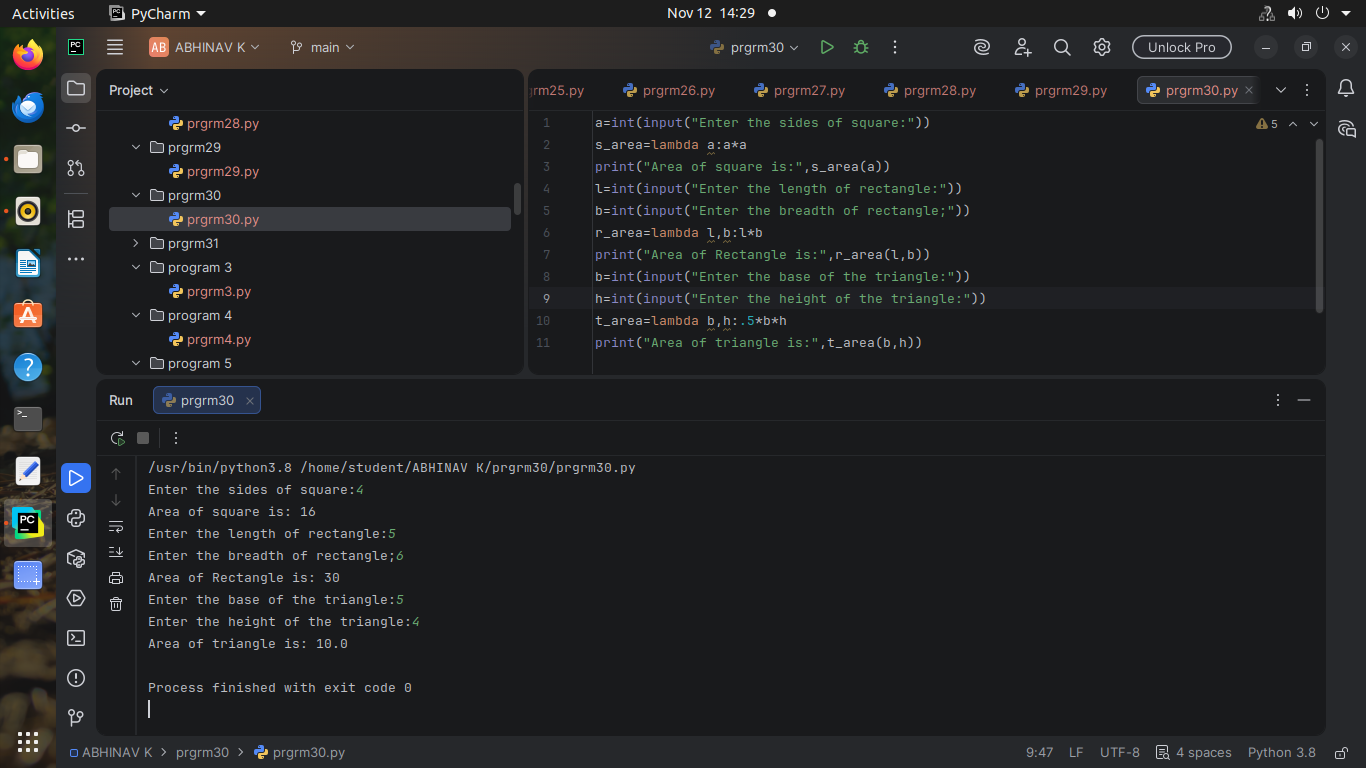 Activities PyCharm Nov 12 14:29
PC AB ABHINAV K main prgrm30 Unlock Pro
Project
prgrm28.py
prgrm29
prgrm29.py
prgrm30
prgrm30.py
prgrm31
program 3
prgrm3.py
program 4
prgrm4.py
program 5
rm25.py prgrm26.py prgrm27.py prgrm28.py prgrm29.py prgrm30.py
5
1 a=int(input("Enter the sides of square:"))
2 s_area=lambda a:a*a
3 print("Area of square is:",s_area(a))
4 l=int(input("Enter the length of rectangle:"))
5 b=int(input("Enter the breadth of rectangle;"))
6 r_area=lambda l,b:l*b
7 print("Area of Rectangle is:",r_area(l,b))
8 b=int(input("Enter the base of the triangle:"))
9 h=int(input("Enter the height of the triangle:"))
10 t_area=lambda b,h:.5*b*h
11 print("Area of triangle is:",t_area(b,h))
Run prgrm30
/usr/bin/python3.8 /home/student/ABHINAV K/prgrm30/prgrm30.py
Enter the sides of square:4
Area of square is: 16
Enter the length of rectangle:5
Enter the breadth of rectangle;6
Area of Rectangle is: 30
Enter the base of the triangle:5
Enter the height of the triangle:4
Area of triangle is: 10.0
Process finished with exit code 0
PC
ABHINAV K > prgrm30 > prgrm30.py 9:47 LF UTF-8 4 spaces Python 3.8